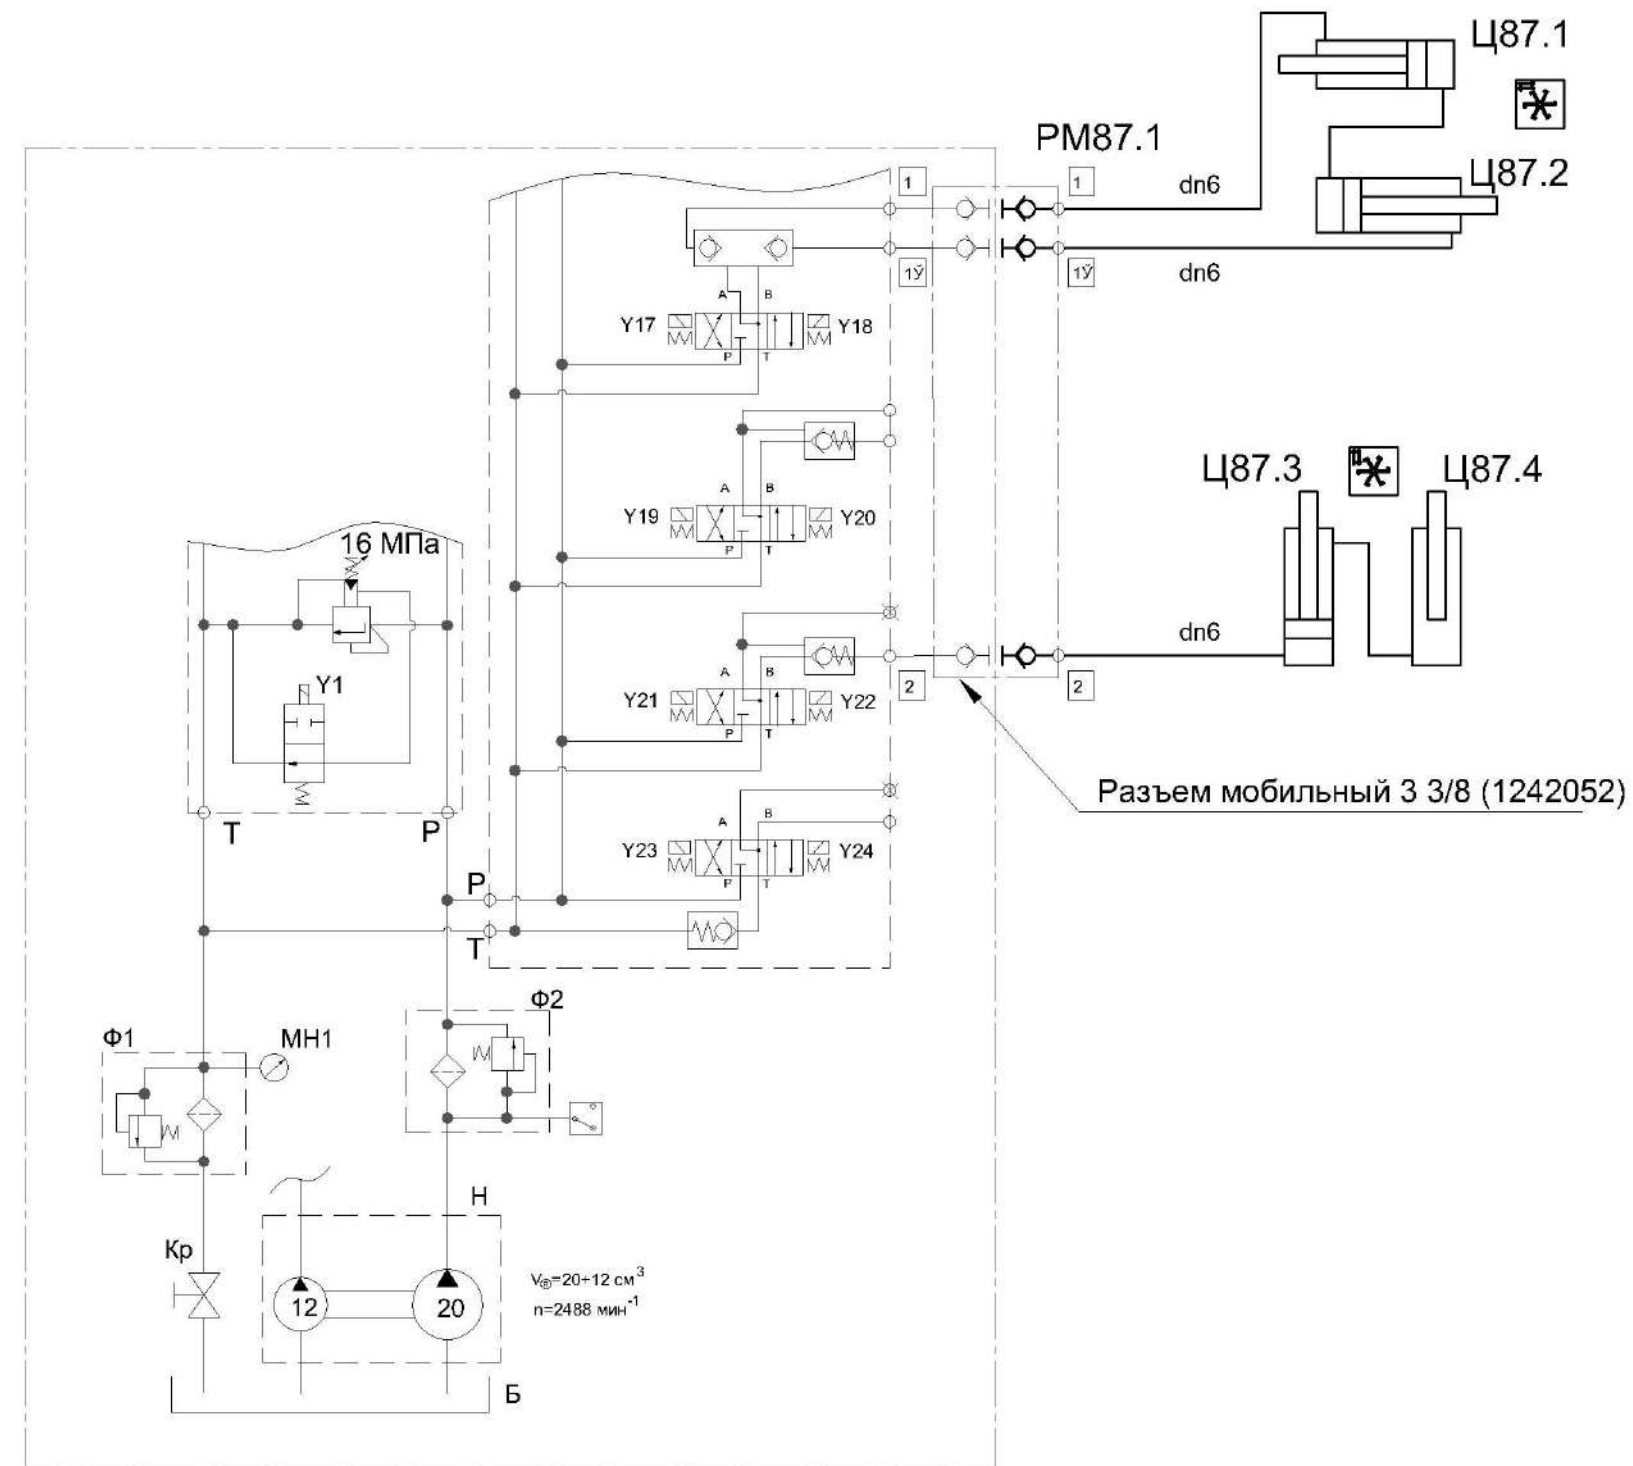 Ц87.1
РМ87.1
1
1
dn6
Ц87.2
1Ў
1Ў
dn6
A
B
Y17
Y18
P
T
Ц87.3
Ц87.4
A
B
Y19
Y20
P
T
16 МПа
dn6
A
B
Y1
Y21
Y22
2
2
P
T
Разъем мобильный 3 3/8 (1242052)
T
P
A
B
Y23
Y24
P
T
P
T
Ф2
Ф1
МН1
Н
Кр
12
20
V®=20+12 см³
n=2488 мин⁻¹
Б